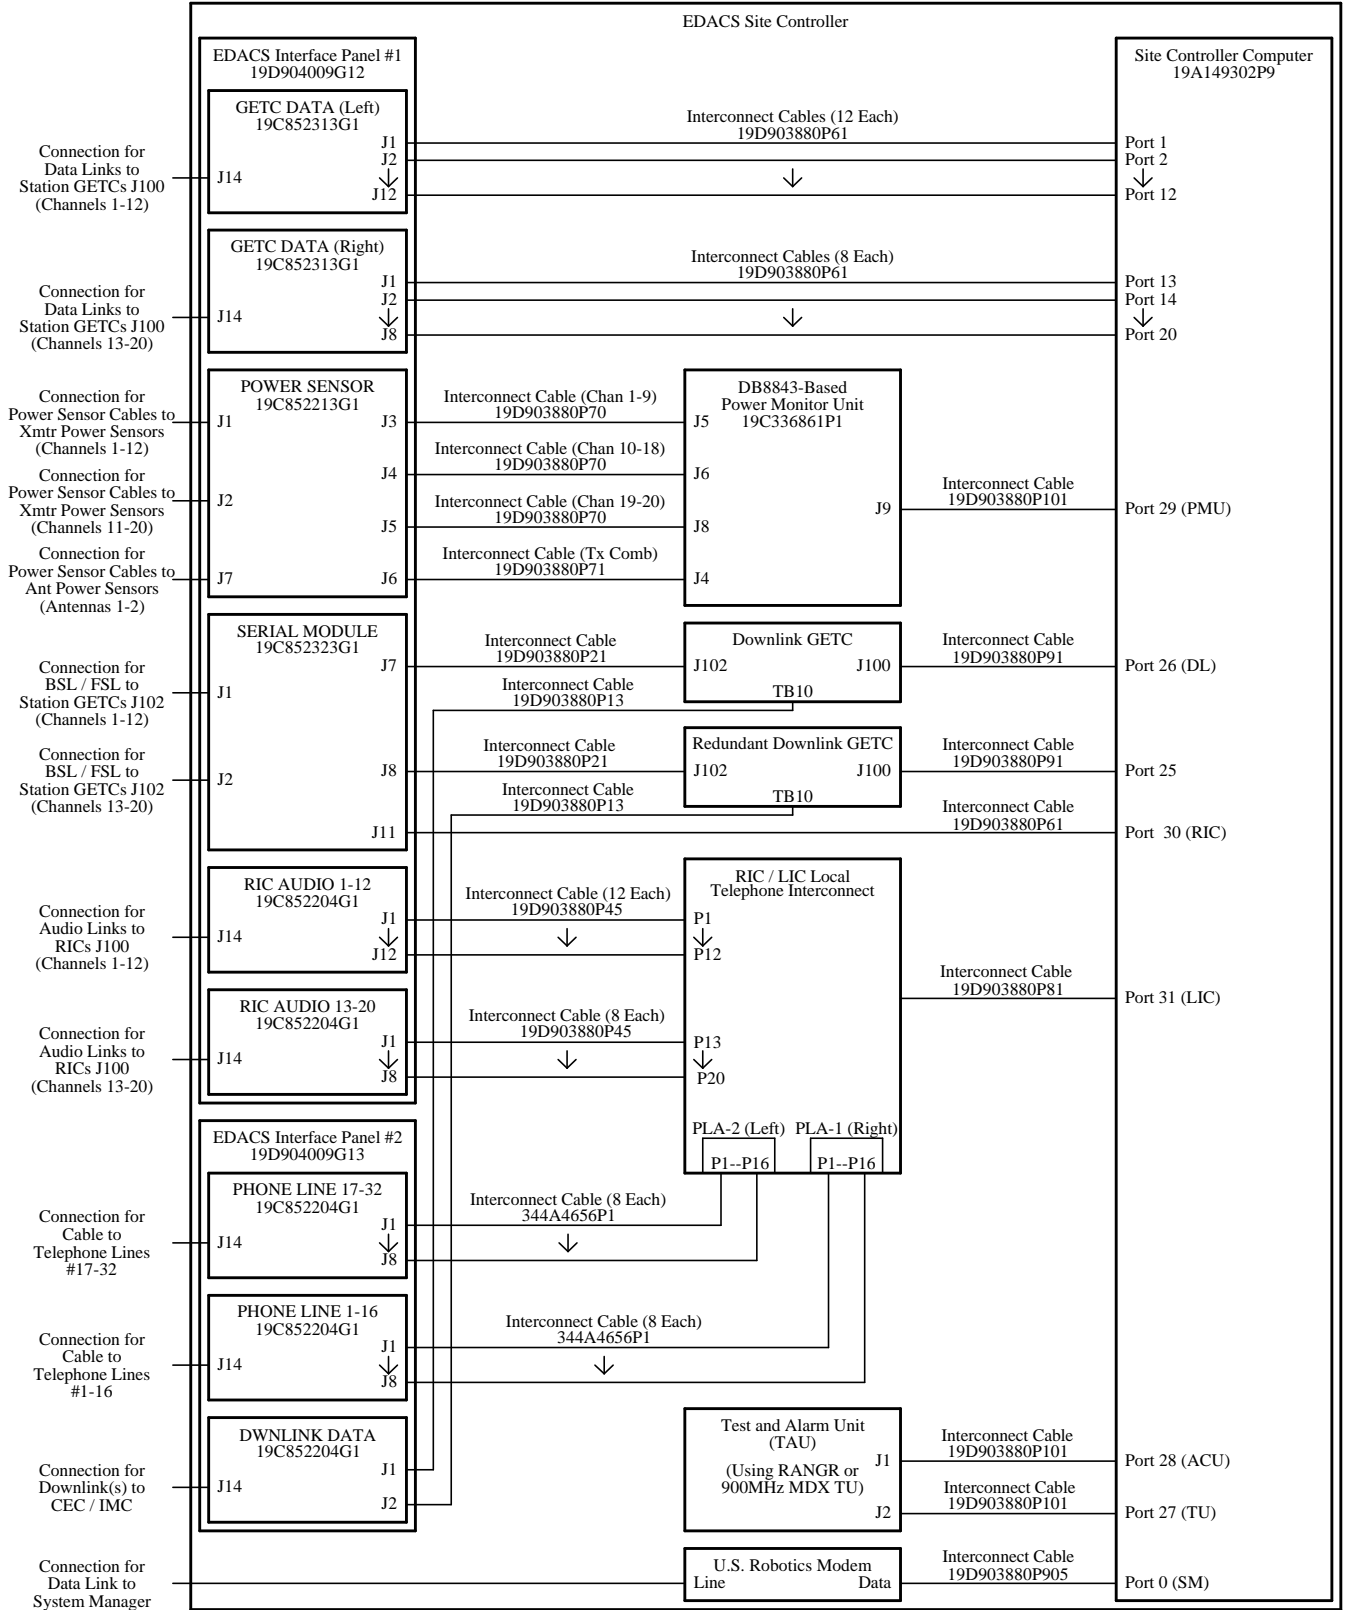 EDACS Site Controller
EDACS Interface Panel #1
19D904009G12
Site Controller Computer
19A149302P9
GETC DATA (Left)
19C852313G1
J1
J2
J12
J14
Connection for
Data Links to
Station GETCs J100
(Channels 1-12)
Interconnect Cables (12 Each)
19D903880P61
Port 1
Port 2
Port 12
GETC DATA (Right)
19C852313G1
J1
J2
J8
J14
Connection for
Data Links to
Station GETCs J100
(Channels 13-20)
Interconnect Cables (8 Each)
19D903880P61
Port 13
Port 14
Port 20
POWER SENSOR
19C852213G1
J1
J2
J7
J3
J4
J5
J6
Connection for
Power Sensor Cables to
Xmtr Power Sensors
(Channels 1-12)
Connection for
Power Sensor Cables to
Xmtr Power Sensors
(Channels 11-20)
Connection for
Power Sensor Cables to
Ant Power Sensors
(Antennas 1-2)
Interconnect Cable (Chan 1-9)
19D903880P70
Interconnect Cable (Chan 10-18)
19D903880P70
Interconnect Cable (Chan 19-20)
19D903880P70
Interconnect Cable (Tx Comb)
19D903880P71
DB8843-Based
Power Monitor Unit
19C336861P1
J5
J6
J8
J4
J9
Interconnect Cable
19D903880P101
Port 29 (PMU)
SERIAL MODULE
19C852323G1
J7
J1
J2
J8
J11
Connection for
BSL / FSL to
Station GETCs J102
(Channels 1-12)
Connection for
BSL / FSL to
Station GETCs J102
(Channels 13-20)
Interconnect Cable
19D903880P21
Interconnect Cable
19D903880P13
Downlink GETC
J102
J100
TB10
Interconnect Cable
19D903880P91
Port 26 (DL)
Interconnect Cable
19D903880P21
Interconnect Cable
19D903880P13
Redundant Downlink GETC
J102
J100
TB10
Interconnect Cable
19D903880P91
Port 25
Interconnect Cable
19D903880P61
Port 30 (RIC)
RIC AUDIO 1-12
19C852204G1
J1
J12
J14
Connection for
Audio Links to
RICs J100
(Channels 1-12)
Interconnect Cable (12 Each)
19D903880P45
RIC / LIC Local
Telephone Interconnect
P1
P12
P13
P20
Interconnect Cable
19D903880P81
Port 31 (LIC)
RIC AUDIO 13-20
19C852204G1
J1
J8
J14
Connection for
Audio Links to
RICs J100
(Channels 13-20)
Interconnect Cable (8 Each)
19D903880P45
PLA-2 (Left)
PLA-1 (Right)
P1--P16
P1--P16
EDACS Interface Panel #2
19D904009G13
PHONE LINE 17-32
19C852204G1
J1
J8
J14
Connection for
Cable to
Telephone Lines
#17-32
Interconnect Cable (8 Each)
344A4656P1
PHONE LINE 1-16
19C852204G1
J1
J8
J14
Connection for
Cable to
Telephone Lines
#1-16
Interconnect Cable (8 Each)
344A4656P1
DWNLINK DATA
19C852204G1
J1
J2
J14
Connection for
Downlink(s) to
CEC / IMC
Test and Alarm Unit
(TAU)
(Using RANGR or
900MHz MDX TU)
J1
J2
Interconnect Cable
19D903880P101
Port 28 (ACU)
Interconnect Cable
19D903880P101
Port 27 (TU)
Connection for
Data Link to
System Manager
U.S. Robotics Modem
Line
Data
Interconnect Cable
19D903880P905
Port 0 (SM)